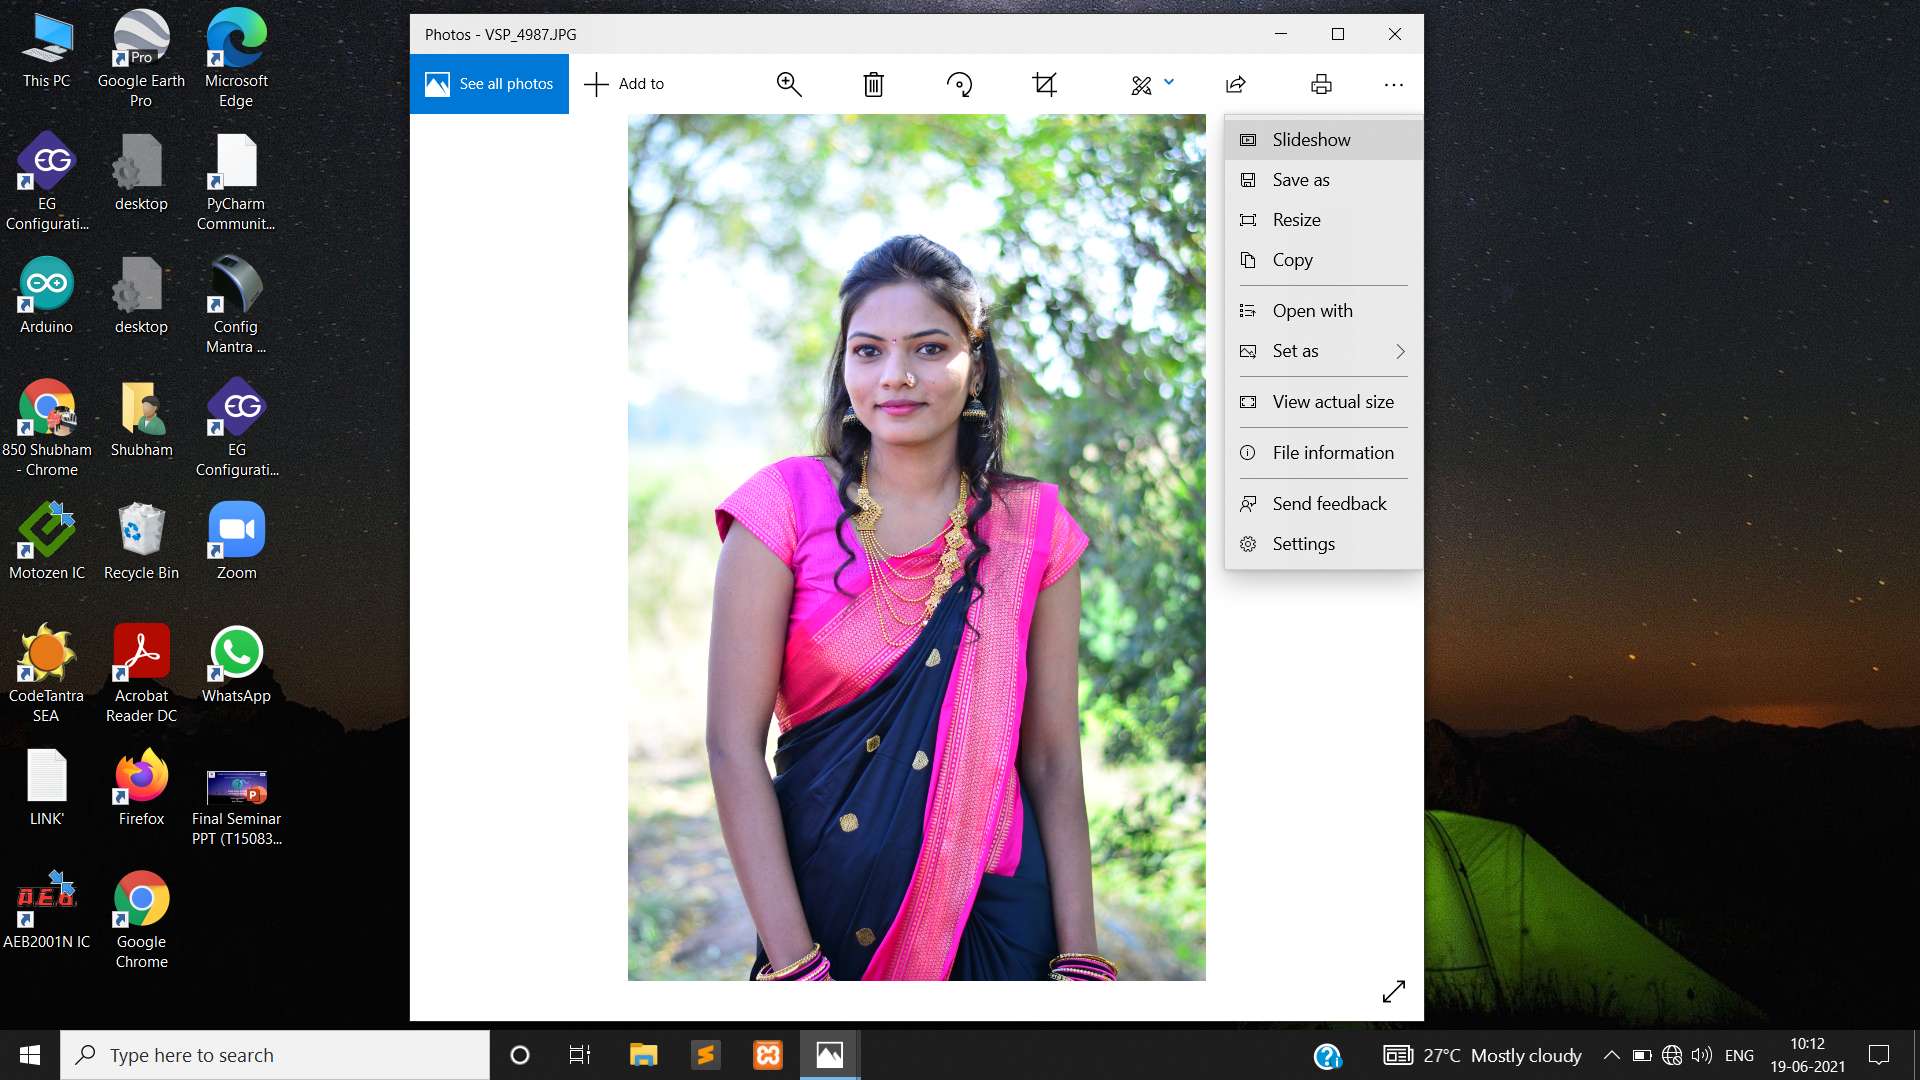 This PC
Google Earth
Pro
Pro
Microsoft
Edge
EG
EG
Configurati...
desktop
PyCharm
Communit...
Arduino
desktop
Config
Mantra ...
850 Shubham
- Chrome
Shubham
EG
EG
Configurati...
Motozen IC
Recycle Bin
Zoom
CodeTantra
SEA
Acrobat
Reader DC
WhatsApp
LINK'
Firefox
Final Seminar
PPT (T15083...
AEB2001N IC
Google
Chrome
Photos - VSP_4987.JPG
See all photos
Add to
Slideshow
Save as
Resize
Copy
Open with
Set as
View actual size
File information
Send feedback
Settings
Type here to search
27°C Mostly cloudy
ENG
10:12
19-06-2021